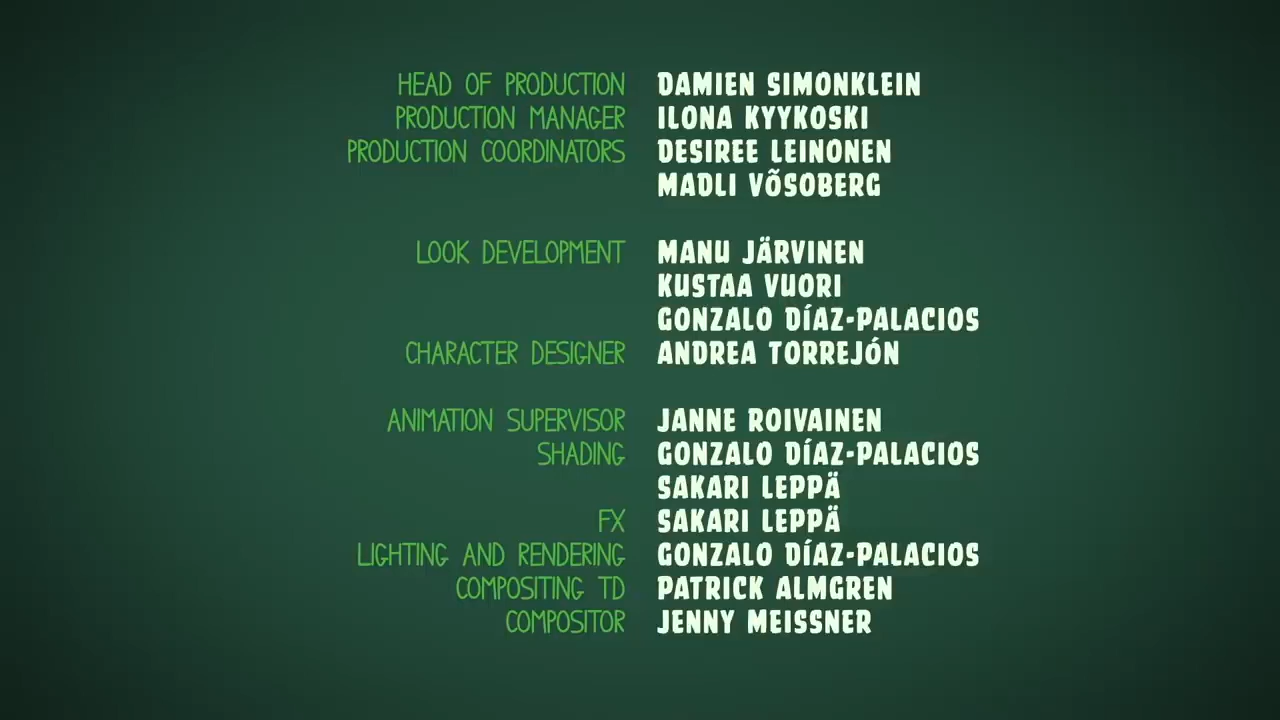 HEAD OF PRODUCTION DAMIEN SIMONKLEIN
PRODUCTION MANAGER ILONA KYYKOSKI
PRODUCTION COORDINATORS DESIREE LEINONEN
MADLI VÕSOBERG
LOOK DEVELOPMENT MANU JÄRVINEN
KUSTAA VUORI
GONZALO DÍAZ-PALACIOS
CHARACTER DESIGNER ANDREA TORREJÓN
ANIMATION SUPERVISOR JANNE ROIVAINEN
SHADING GONZALO DÍAZ-PALACIOS
SAKARI LEPPÄ
FX SAKARI LEPPÄ
LIGHTING AND RENDERING GONZALO DÍAZ-PALACIOS
COMPOSITING TD PATRICK ALMGREN
COMPOSITOR JENNY MEISSNER